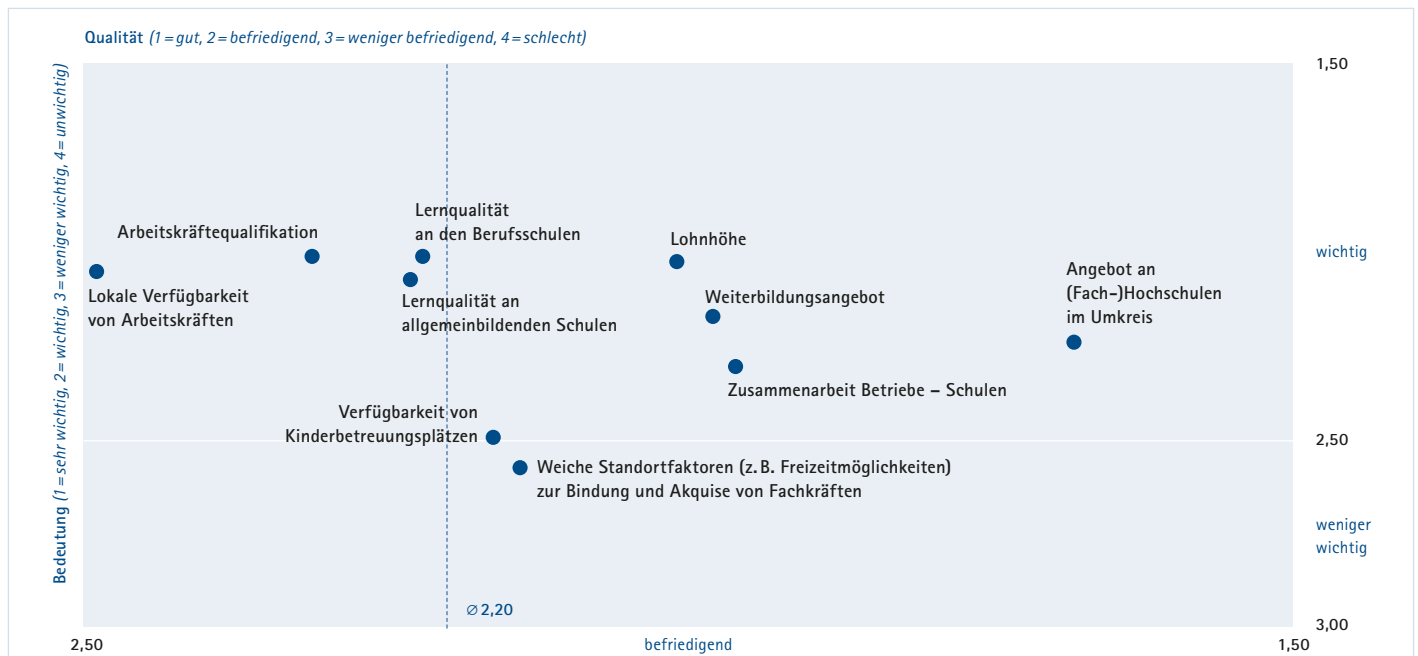 Qualität (1 = gut, 2 = befriedigend, 3 = weniger befriedigend, 4 = schlecht)
Bedeutung (1 = sehr wichtig, 2 = wichtig, 3 = weniger wichtig, 4 = unwichtig)
1,50
Lernqualität
an den Berufsschulen
Arbeitskräftequalifikation
Lohnhöhe
wichtig
Angebot an
(Fach-)Hochschulen
im Umkreis
Lokale Verfügbarkeit
von Arbeitskräften
Lernqualität an
allgemeinbildenden Schulen
Weiterbildungsangebot
Zusammenarbeit Betriebe – Schulen
Verfügbarkeit von
Kinderbetreuungsplätzen
2,50
Weiche Standortfaktoren (z. B. Freizeitmöglichkeiten)
zur Bindung und Akquise von Fachkräften
weniger
wichtig
Ø 2,20
3,00
2,50
befriedigend
1,50